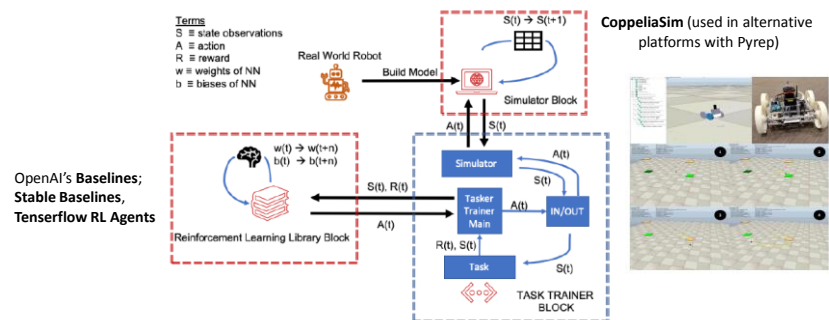 Terms
S ≡ state observations
A ≡ action
R ≡ reward
w ≡ weights of NN
b ≡ biases of NN
Real World Robot
Build Model
S(t) → S(t+1)
Simulator Block
CoppeliaSim (used in alternative
platforms with Pyrep)
A(t)
S(t)
w(t) → w(t+n)
b(t) → b(t+n)
OpenAI's Baselines;
Stable Baselines,
Tenserflow RL Agents
Reinforcement Learning Library Block
S(t), R(t)
A(t)
Simulator
A(t)
S(t)
Tasker
Trainer
Main
A(t)
IN/OUT
R(t), S(t)
Task
S(t)
TASK TRAINER
BLOCK